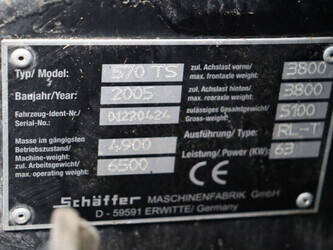 Typ/ Model: 570 TS
Baujahr/Year: 2005
Fahrzeug-Ident-Nr./
Serial-No.: 01220424
Masse im gängigsten
Betriebszustand/
Machine-weight: 4900
zul. Arbeitsgewicht/
max. operating weight: 6500
zul. Achslast vorne/
max. frontaxle weight: 3800
zul. Achslast hinten/
max. rearaxle weight: 3800
zulässiges Gesamtgewicht/
Gross-weight: 5100
Ausführung/ Type: RL-T
Leistung/ Power (KW): 63
CE
Schäffer MASCHINENFABRIK GmbH
D - 59591 ERWITTE/ Germany